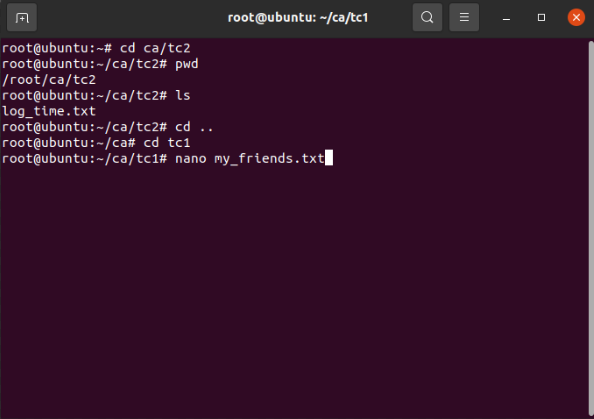 root@ubuntu: ~/ca/tc1
root@ubuntu:~# cd ca/tc2
root@ubuntu:~/ca/tc2# pwd
/root/ca/tc2
root@ubuntu:~/ca/tc2# ls
log_time.txt
root@ubuntu:~/ca/tc2# cd ..
root@ubuntu:~/ca# cd tc1
root@ubuntu:~/ca/tc1# nano my_friends.txt